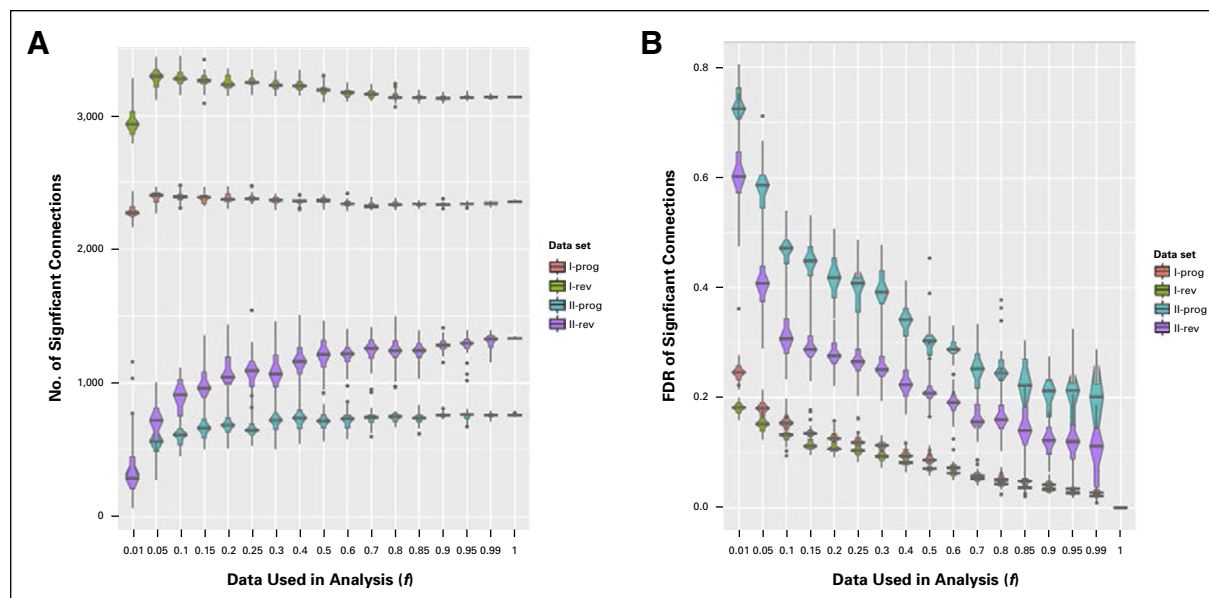 A
No. of Signficant Connections
3,000
2,000
1,000
0
0.01 0.05 0.1 0.15 0.2 0.25 0.3 0.4 0.5 0.6 0.7 0.8 0.85 0.9 0.95 0.99 1
Data Used in Analysis (f)
Data set
I-prog
I-rev
II-prog
II-rev
B
FDR of Signficant Connections
0.8
0.6
0.4
0.2
0.0
0.01 0.05 0.1 0.15 0.2 0.25 0.3 0.4 0.5 0.6 0.7 0.8 0.85 0.9 0.95 0.99 1
Data Used in Analysis (f)
Data set
I-prog
I-rev
II-prog
II-rev